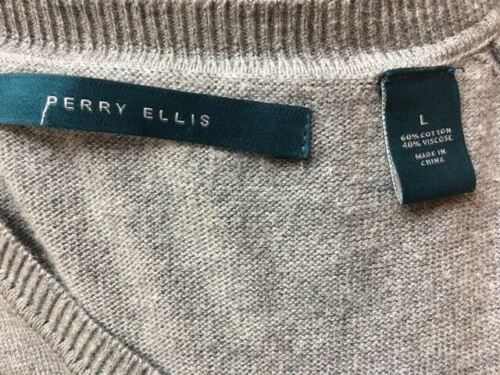 PERRY ELLIS
L
60% COTTON
40% VISCOSE
MADE IN
CHINA